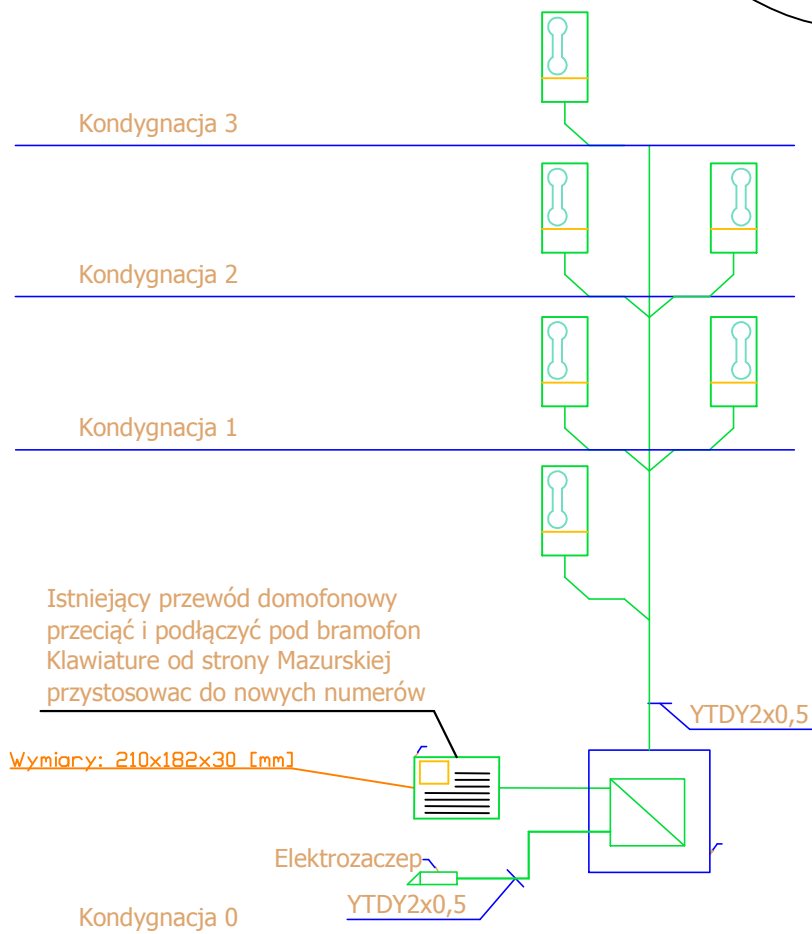 Kondygnacja 3
Kondygnacja 2
Kondygnacja 1
Istniejący przewód domofonowy
przeciąć i podłączyć pod bramofon
Klawiature od strony Mazurskiej
przystosowac do nowych numerów
YTDY2x0,5
Wymiary: 210x182x30 [mm]
Elektrozaczep
YTDY2x0,5
Kondygnacja 0